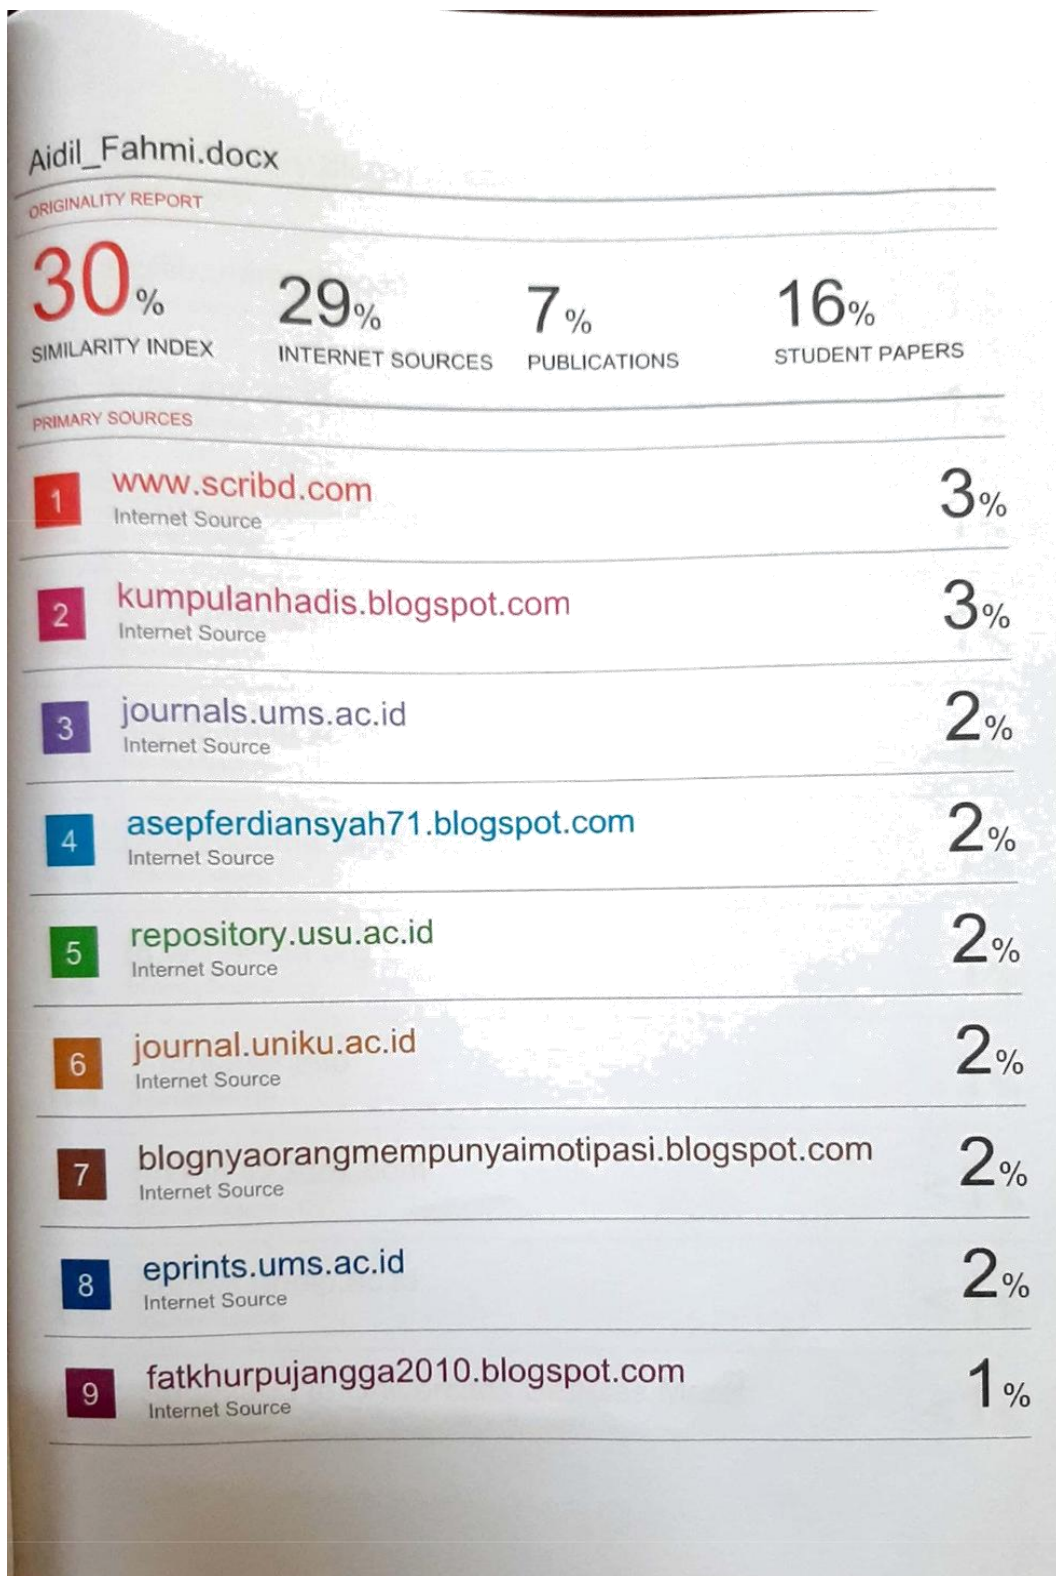 Aidil_Fahmi.docx
ORIGINALITY REPORT
30% 29% 7% 16%
SIMILARITY INDEX INTERNET SOURCES PUBLICATIONS STUDENT PAPERS
PRIMARY SOURCES
1 www.scribd.com 3%
Internet Source
2 kumpulanhadis.blogspot.com 3%
Internet Source
3 journals.ums.ac.id 2%
Internet Source
4 asepferdiansyah71.blogspot.com 2%
Internet Source
5 repository.usu.ac.id 2%
Internet Source
6 journal.uniku.ac.id 2%
Internet Source
7 blognyaorangmempunyaimotipasi.blogspot.com 2%
Internet Source
8 eprints.ums.ac.id 2%
Internet Source
9 fatkhurpujangga2010.blogspot.com 1%
Internet Source